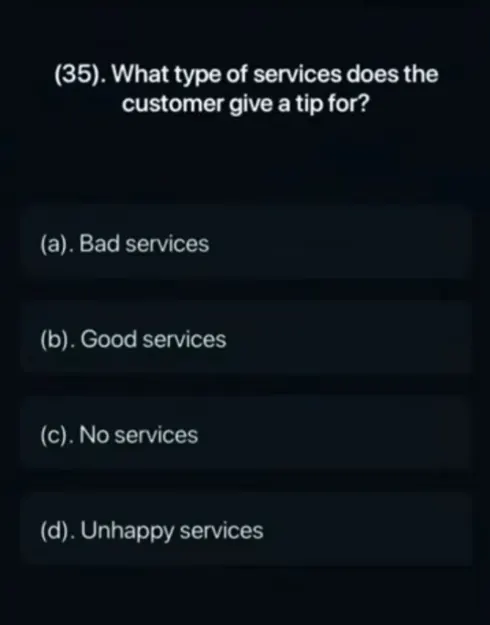 (35). What type of services does the
customer give a tip for?
(a). Bad services
(b). Good services
(c). No services
(d). Unhappy services